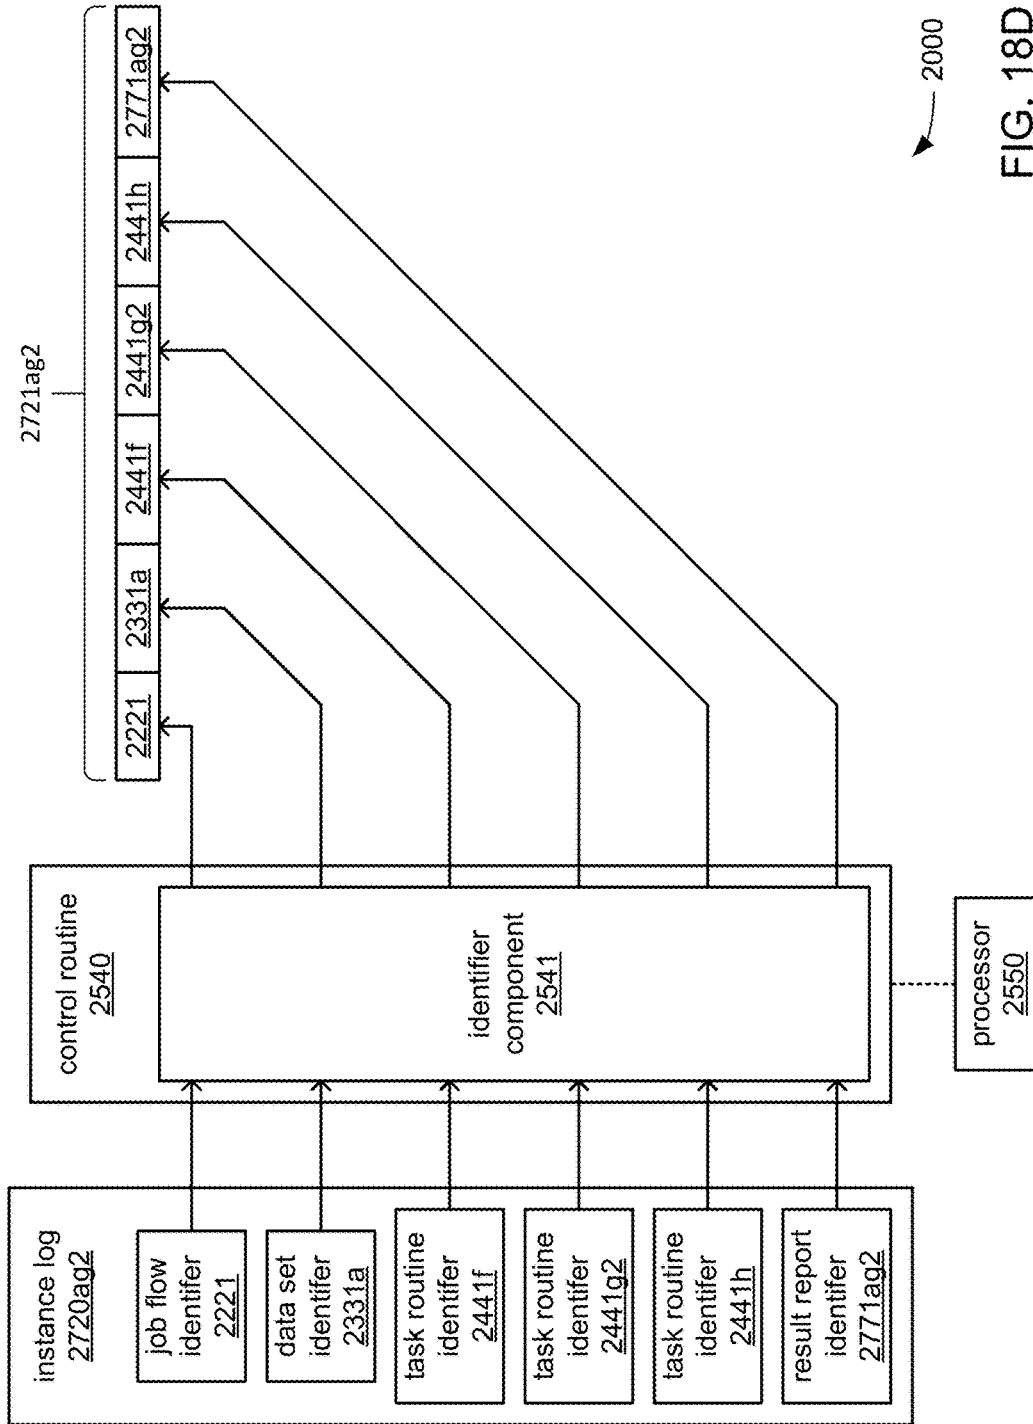 instance log
2720ag2
job flow
identifer
2221
data set
identifer
2331a
task routine
identifer
2441f
task routine
identifer
2441g2
task routine
identifer
2441h
result report
identifer
2771ag2
control routine
2540
identifier
component
2541
processor
2550
2721ag2
2221
2331a
2441f
2441g2
2441h
2771ag2
2000
FIG. 18D